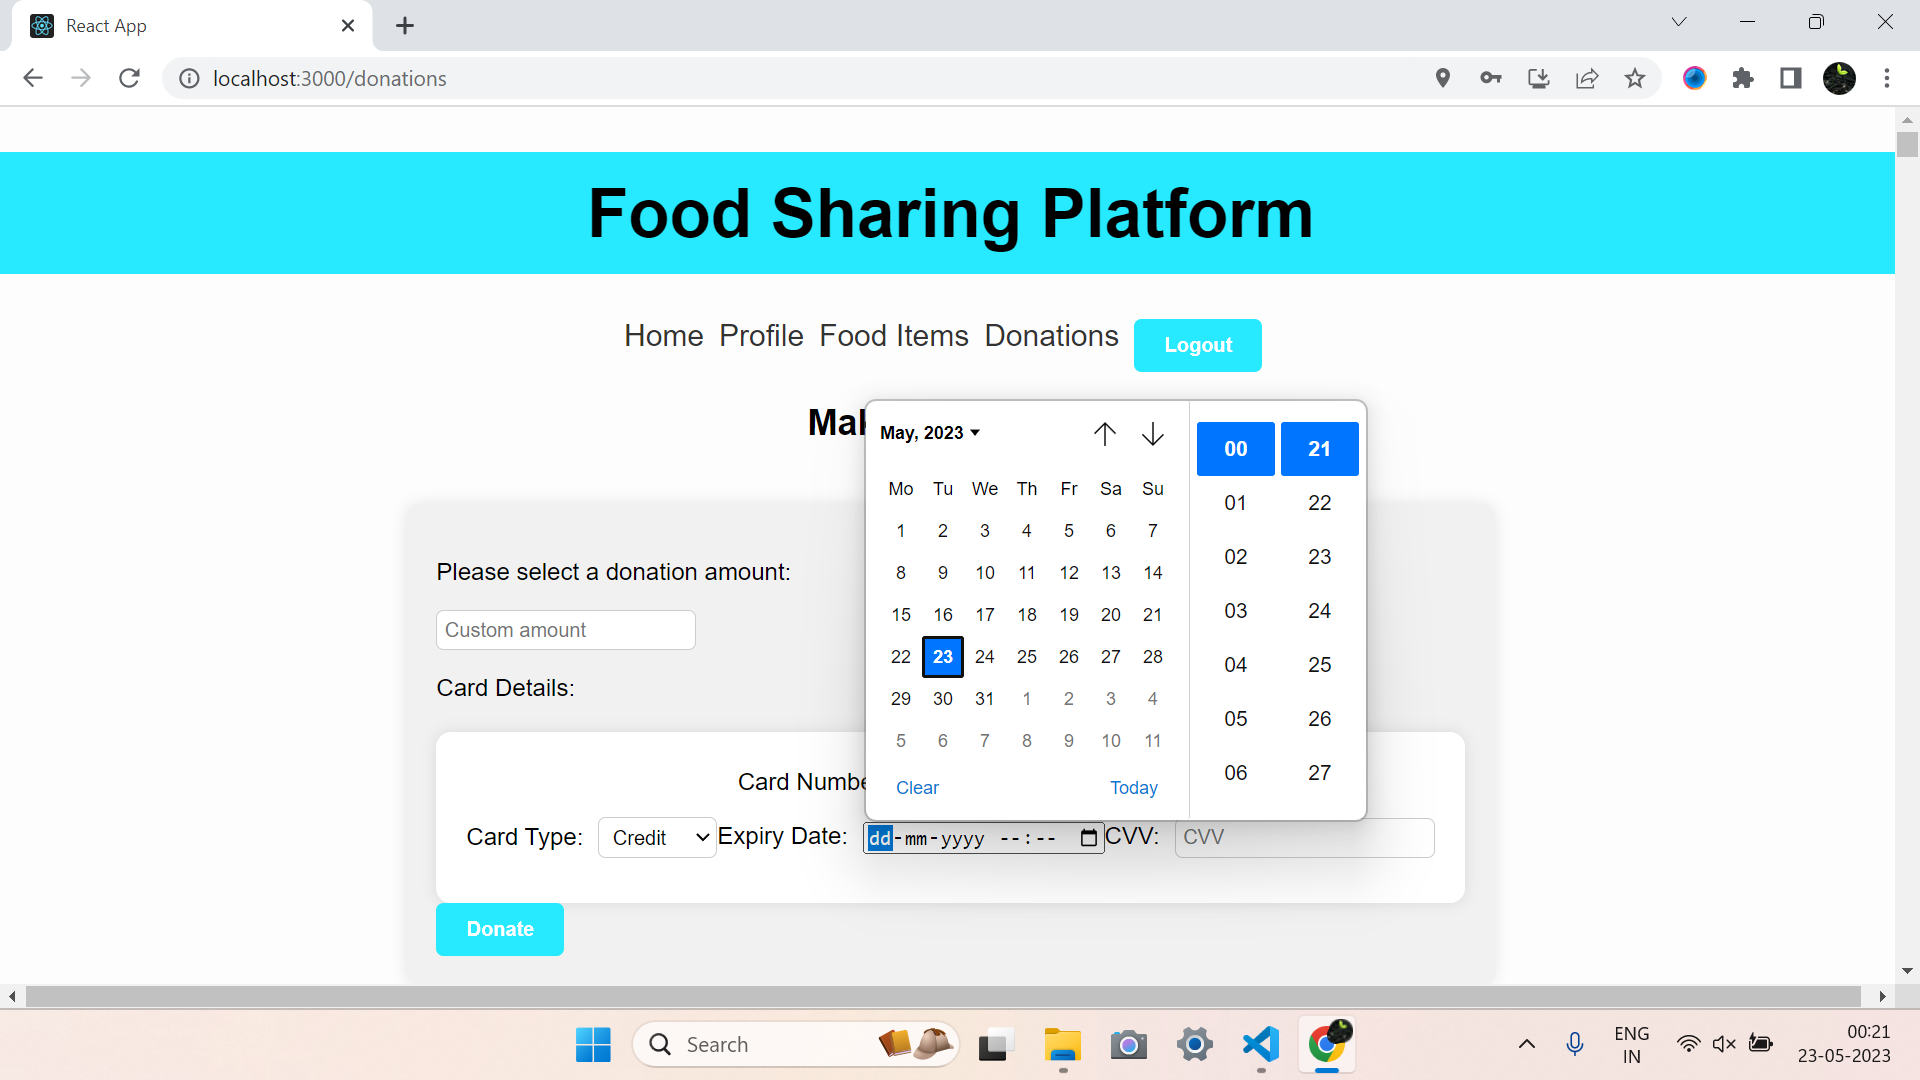 React App
localhost:3000/donations
Food Sharing Platform
Home Profile Food Items Donations Logout
May, 2023
Mo Tu We Th Fr Sa Su
1 2 3 4 5 6 7
8 9 10 11 12 13 14
15 16 17 18 19 20 21
22 23 24 25 26 27 28
29 30 31 1 2 3 4
5 6 7 8 9 10 11
Clear Today
00 21
01 22
02 23
03 24
04 25
05 26
06 27
Please select a donation amount:
Custom amount
Card Details:
Card Numbe
Card Type: Credit Expiry Date: dd-mm-yyyy --:-- CVV: CVV
Donate
Search
ENG
IN
00:21
23-05-2023